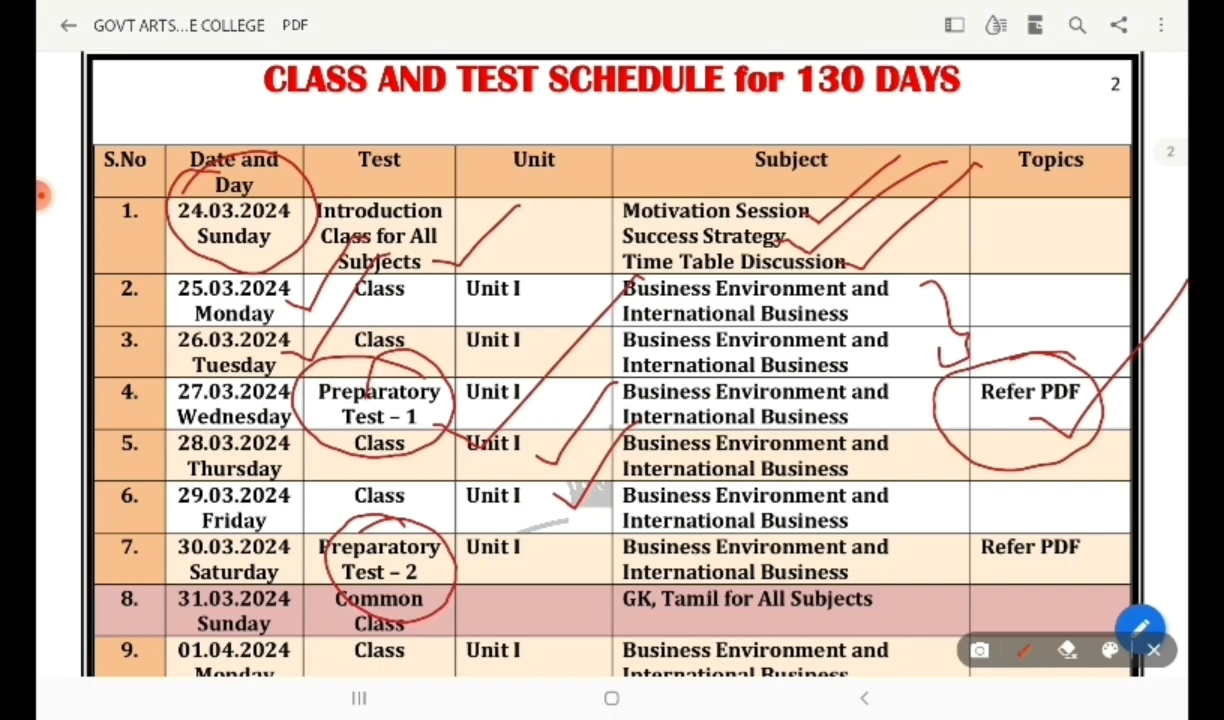 GOVT ARTS...E COLLEGE PDF
CLASS AND TEST SCHEDULE for 130 DAYS
2
2
S.No Date and Day Test Unit Subject Topics
1. 24.03.2024 Sunday Introduction Class for All Subjects Motivation Session Success Strategy Time Table Discussion
2. 25.03.2024 Monday Class Unit I Business Environment and International Business
3. 26.03.2024 Tuesday Class Unit I Business Environment and International Business
4. 27.03.2024 Wednesday Preparatory Test – 1 Unit I Business Environment and International Business Refer PDF
5. 28.03.2024 Thursday Class Unit I Business Environment and International Business
6. 29.03.2024 Friday Class Unit I Business Environment and International Business
7. 30.03.2024 Saturday Preparatory Test – 2 Unit I Business Environment and International Business Refer PDF
8. 31.03.2024 Sunday Common Class GK, Tamil for All Subjects
9. 01.04.2024 Monday Class Unit I Business Environment and International Business